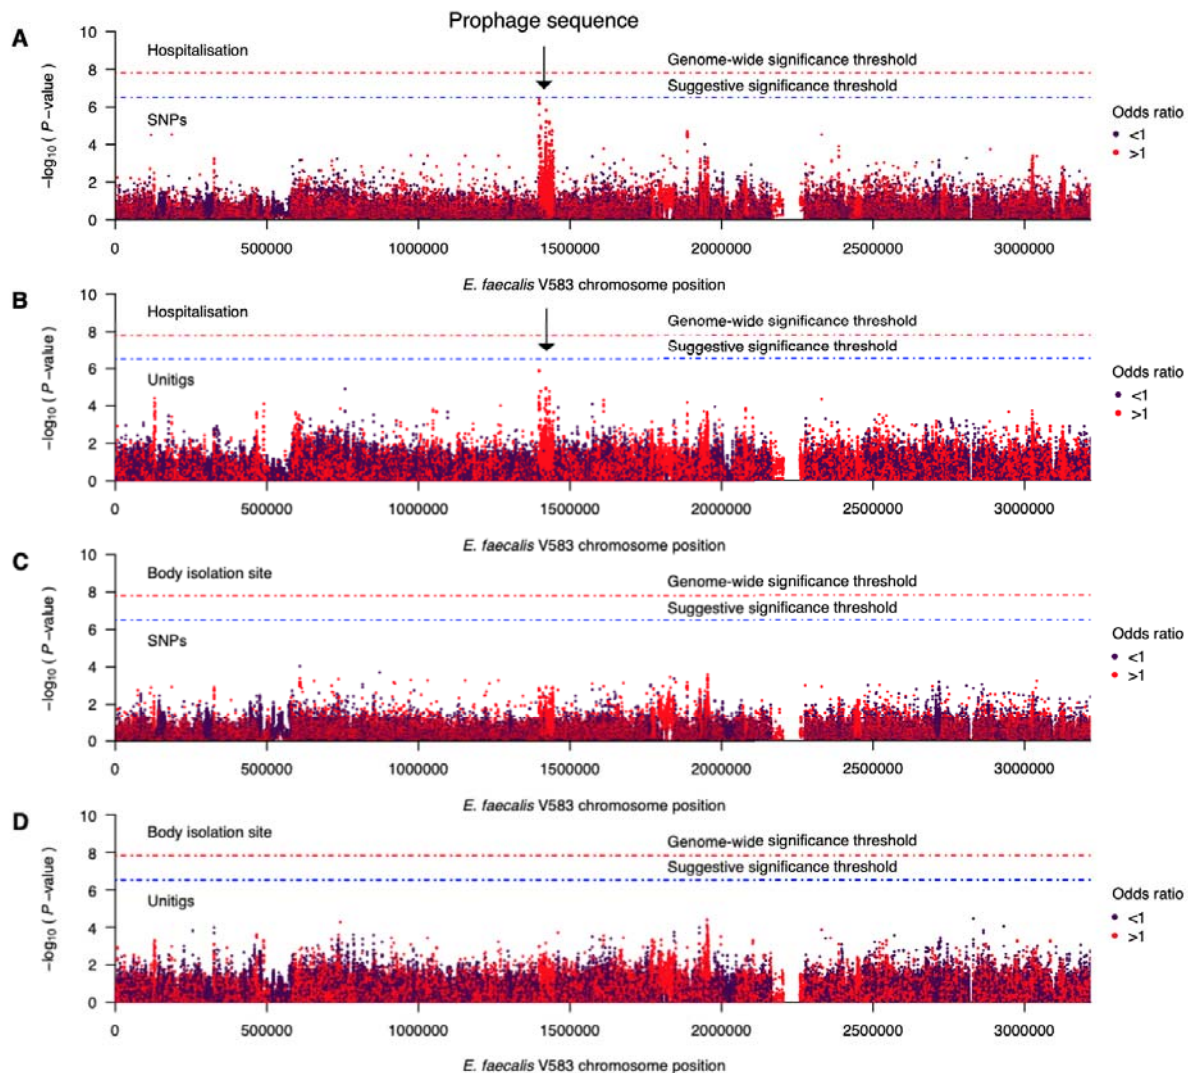 Prophage sequence
A
Hospitalisation
Genome-wide significance threshold
Suggestive significance threshold
SNPs
Odds ratio
<1
>1
−log10 ( P −value )
10
8
6
4
2
0
0 500000 1000000 1500000 2000000 2500000 3000000
E. faecalis V583 chromosome position
B
Hospitalisation
Genome-wide significance threshold
Suggestive significance threshold
Unitigs
Odds ratio
<1
>1
−log10 ( P −value )
10
8
6
4
2
0
0 500000 1000000 1500000 2000000 2500000 3000000
E. faecalis V583 chromosome position
C
Body isolation site
Genome-wide significance threshold
Suggestive significance threshold
SNPs
Odds ratio
<1
>1
−log10 ( P −value )
10
8
6
4
2
0
0 500000 1000000 1500000 2000000 2500000 3000000
E. faecalis V583 chromosome position
D
Body isolation site
Genome-wide significance threshold
Suggestive significance threshold
Unitigs
Odds ratio
<1
>1
−log10 ( P −value )
10
8
6
4
2
0
0 500000 1000000 1500000 2000000 2500000 3000000
E. faecalis V583 chromosome position